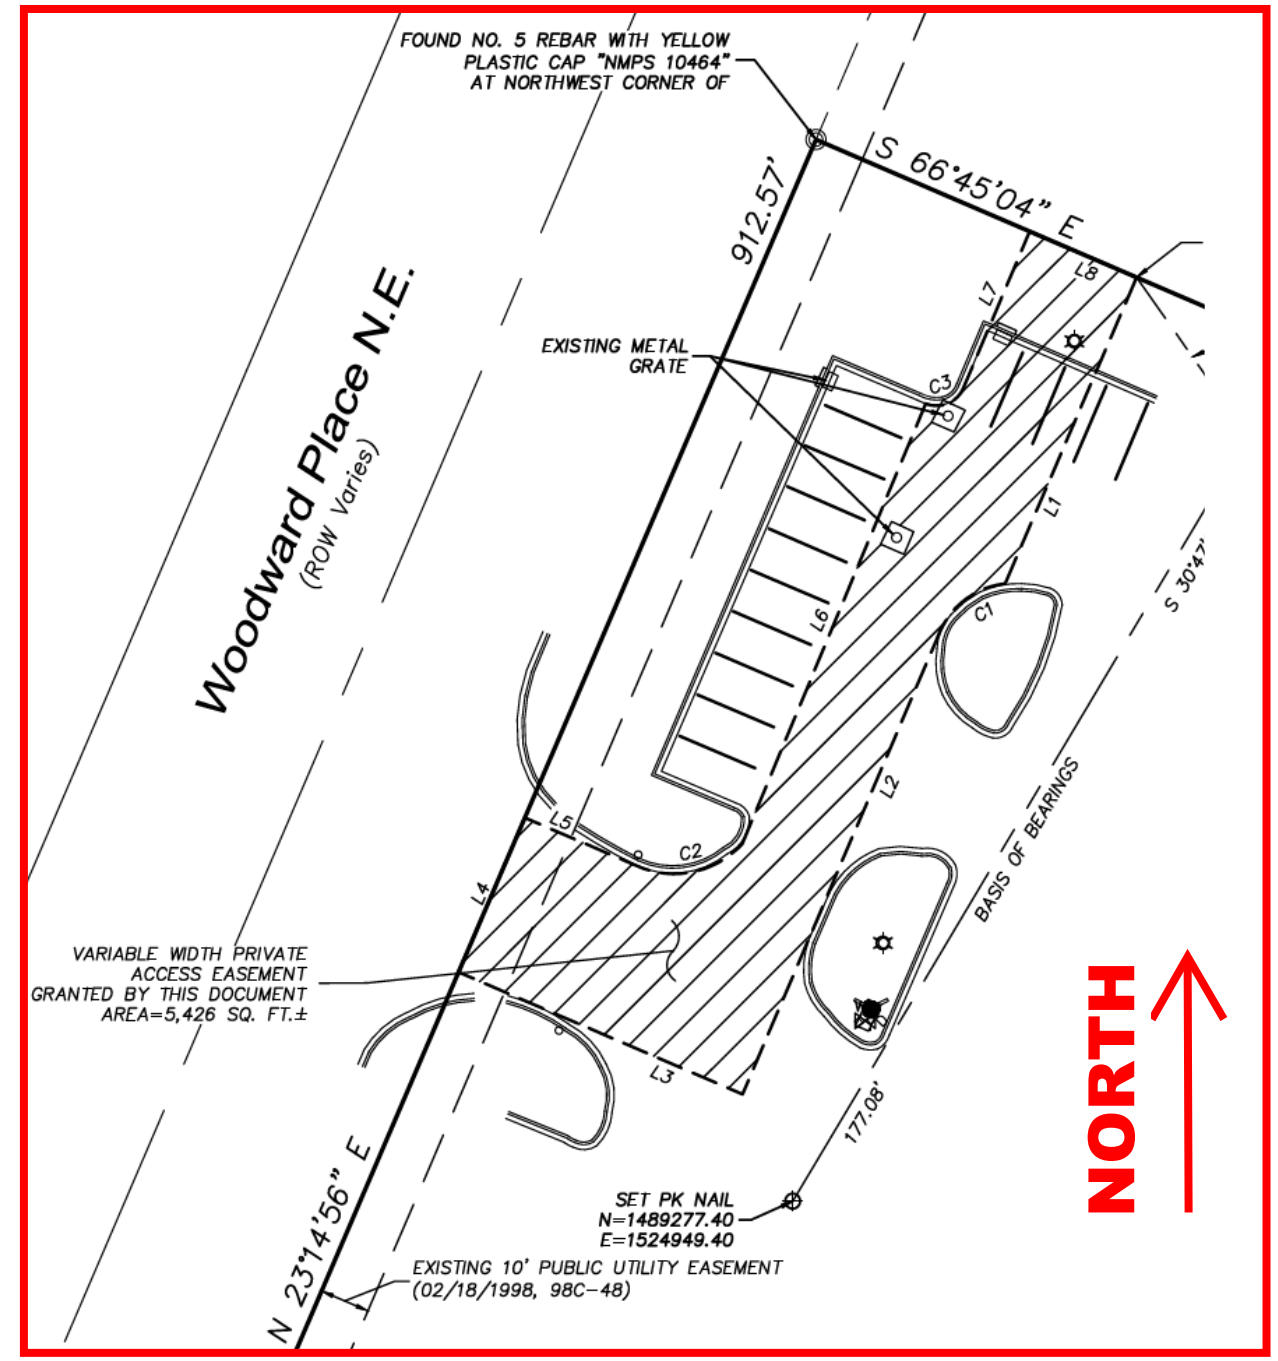 FOUND NO. 5 REBAR WITH YELLOW
PLASTIC CAP "NMPS 10464"
AT NORTHWEST CORNER OF
S 66°45'04" E
912.57'
L8
L7
EXISTING METAL
GRATE
C3
Woodward Place N.E.
(ROW Varies)
L1
S 30°47'
C1
L6
L2
BASIS OF BEARINGS
L5
C2
L4
VARIABLE WIDTH PRIVATE
ACCESS EASEMENT
GRANTED BY THIS DOCUMENT
AREA=5,426 SQ. FT.±
L3
NORTH
177.08'
SET PK NAIL
N=1489277.40
E=1524949.40
N 23°14'56" E
EXISTING 10' PUBLIC UTILITY EASEMENT
(02/18/1998, 98C-48)